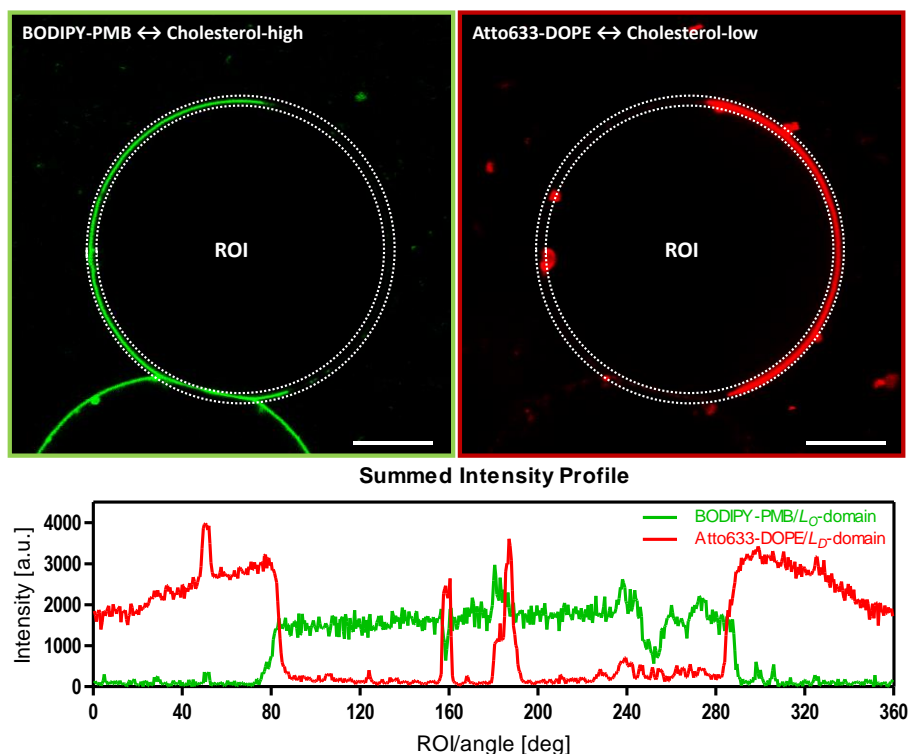 BODIPY-PMB ↔ Cholesterol-high
Atto633-DOPE ↔ Cholesterol-low
ROI
ROI
Summed Intensity Profile
BODIPY-PMB/LO-domain
Atto633-DOPE/LD-domain
Intensity [a.u.]
4000
3000
2000
1000
0
0 40 80 120 160 200 240 280 320 360
ROI/angle [deg]